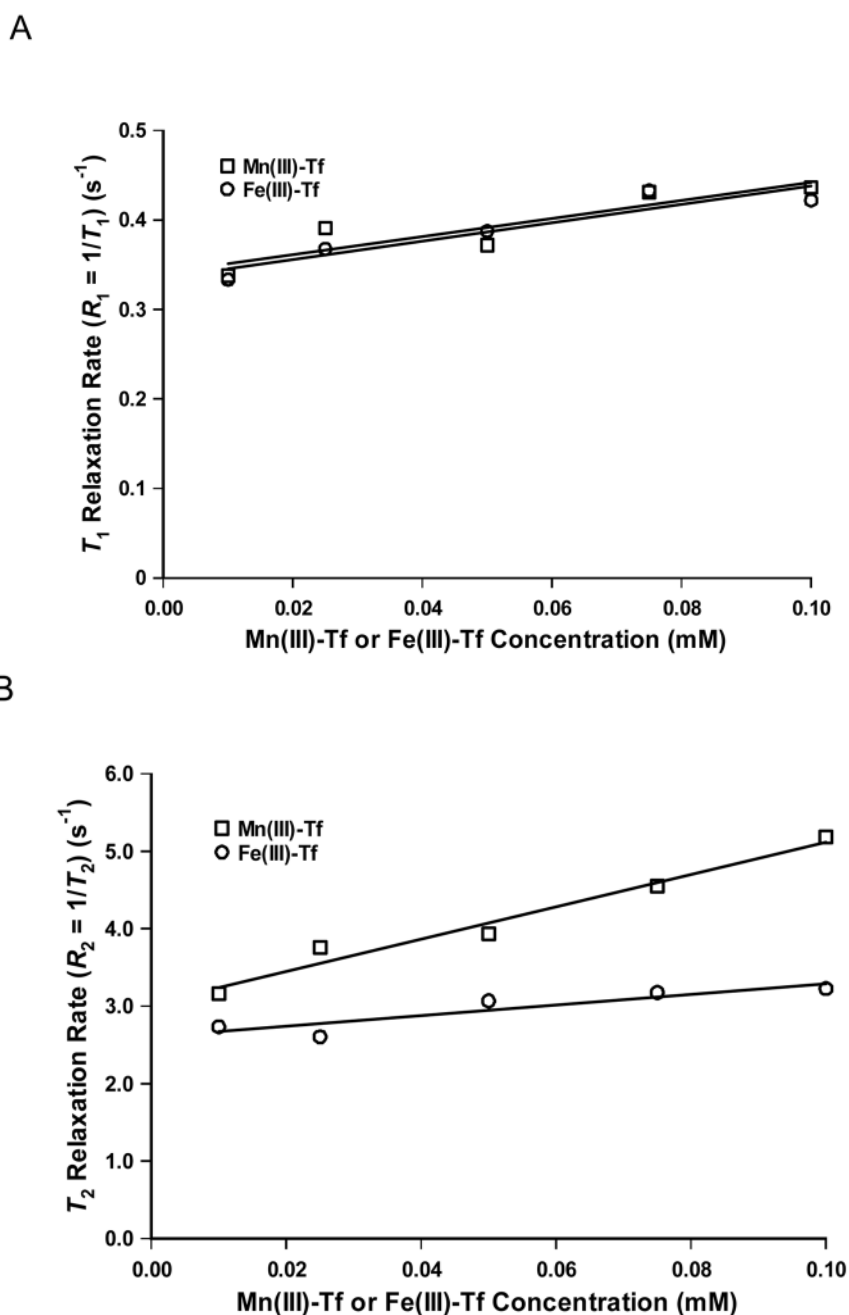 A
0.5
0.4
0.3
0.2
0.1
0
T1 Relaxation Rate (R1 = 1/T1) (s-1)
Mn(III)-Tf
Fe(III)-Tf
0.00 0.02 0.04 0.06 0.08 0.10
Mn(III)-Tf or Fe(III)-Tf Concentration (mM)
B
6.0
5.0
4.0
3.0
2.0
1.0
0.0
T2 Relaxation Rate (R2 = 1/T2) (s-1)
Mn(III)-Tf
Fe(III)-Tf
0.00 0.02 0.04 0.06 0.08 0.10
Mn(III)-Tf or Fe(III)-Tf Concentration (mM)